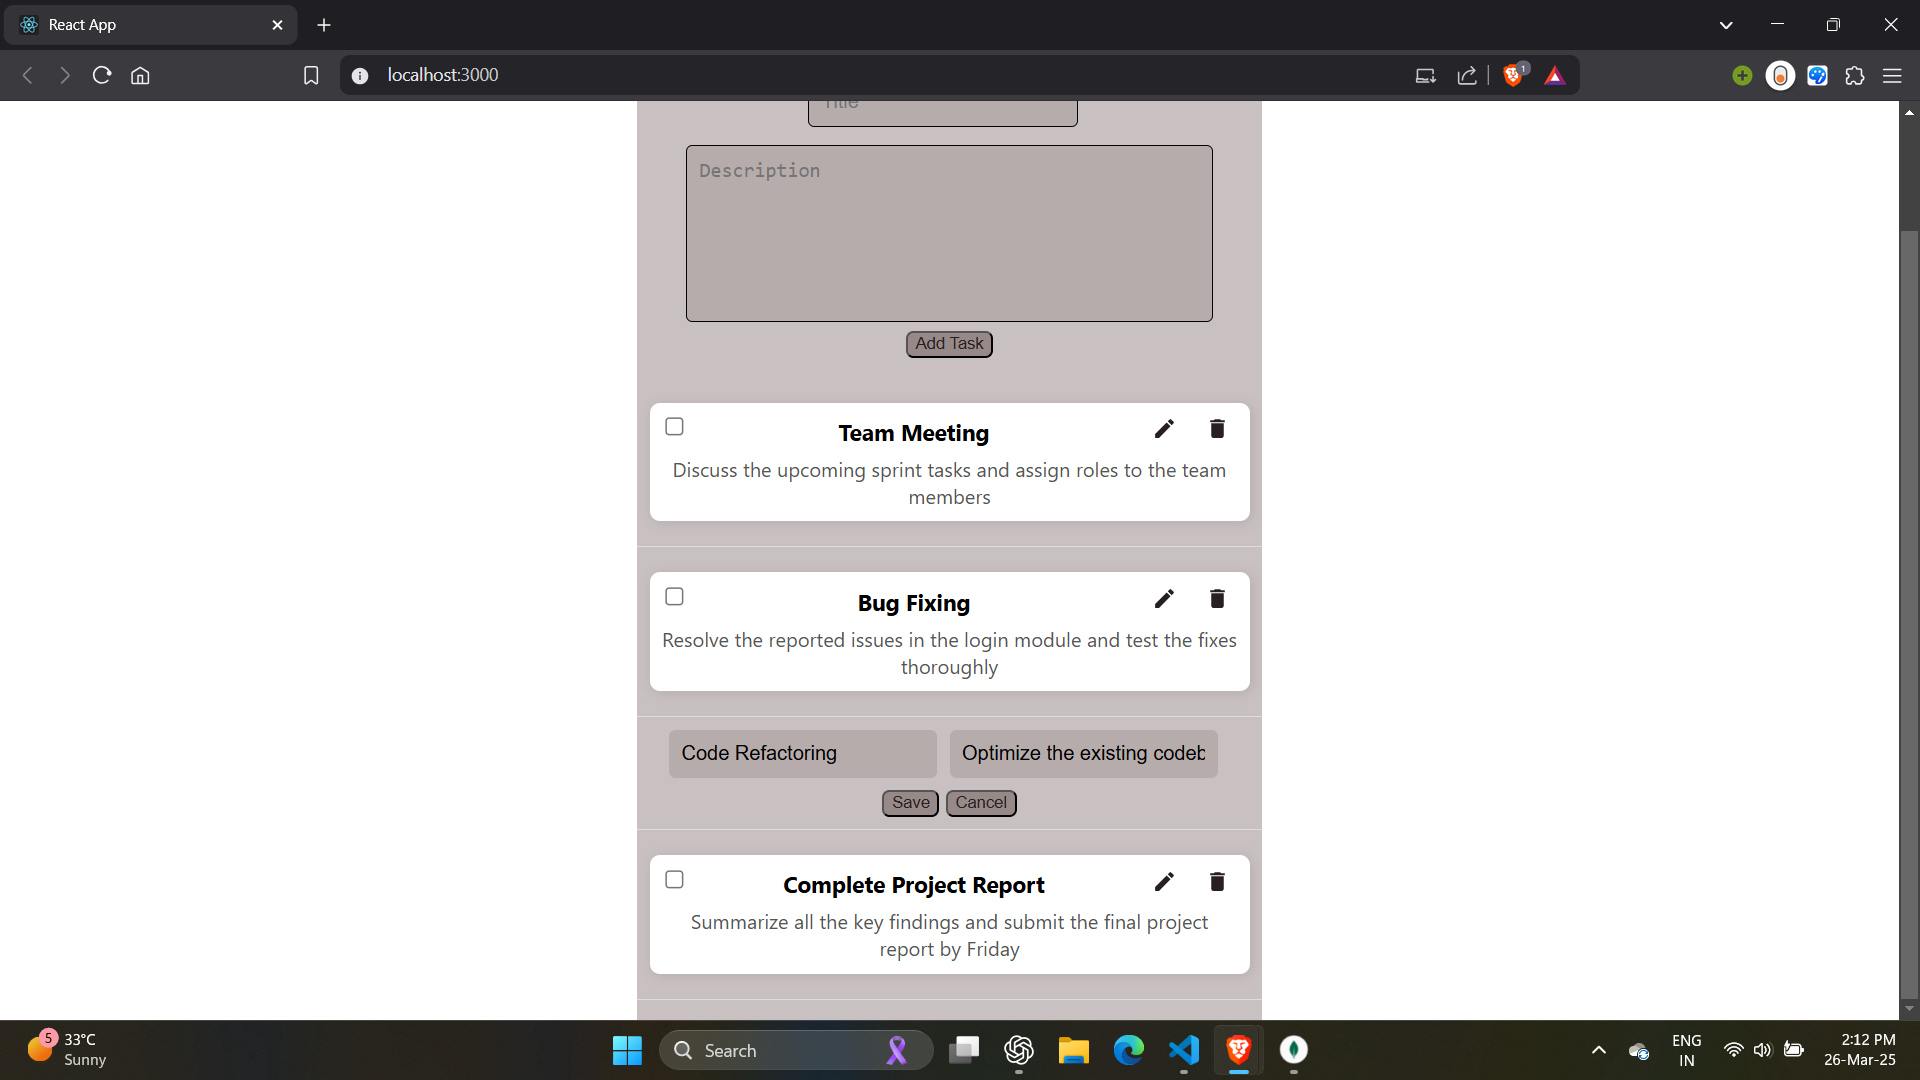 React App
localhost:3000
1
Title
Description
Add Task
Team Meeting
Discuss the upcoming sprint tasks and assign roles to the team
members
Bug Fixing
Resolve the reported issues in the login module and test the fixes
thoroughly
Code Refactoring
Optimize the existing codeb
Save
Cancel
Complete Project Report
Summarize all the key findings and submit the final project
report by Friday
5
33°C
Sunny
Search
ENG
IN
2:12 PM
26-Mar-25